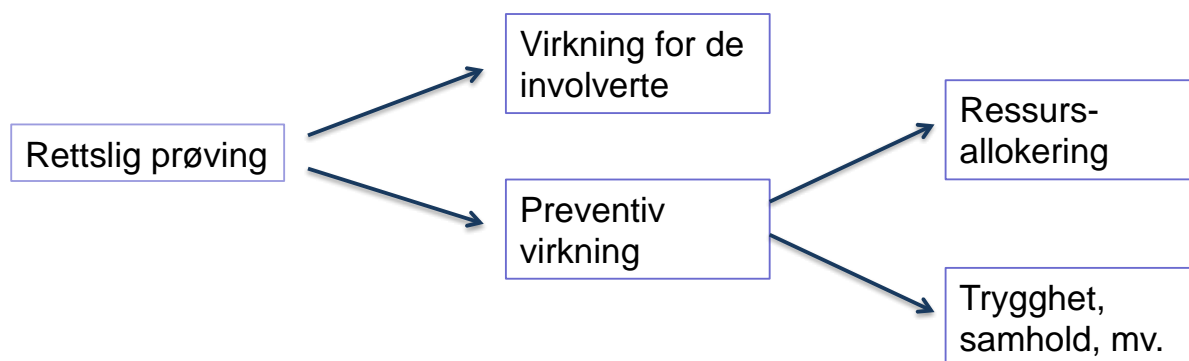 Rettslig prøving
Virkning for de
involverte
Preventiv
virkning
Ressurs-
allokering
Trygghet,
samhold, mv.